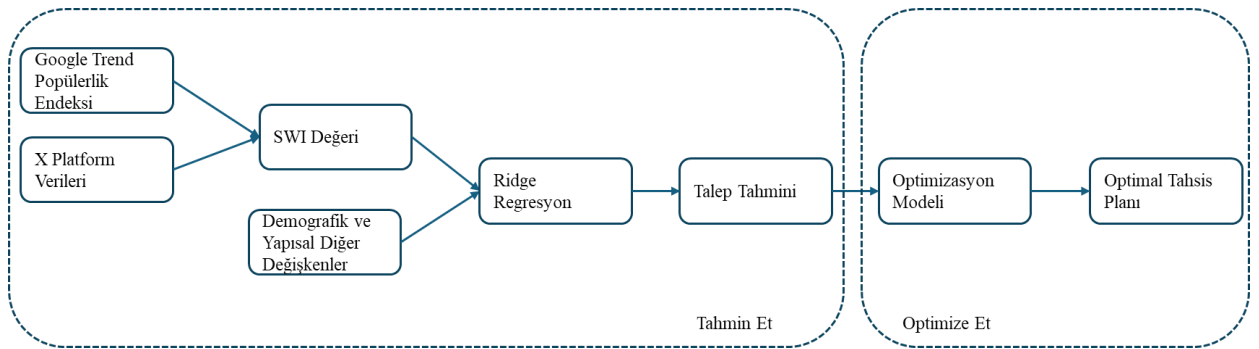 Google Trend
Popülerlik
Endeksi
X Platform
Verileri
SWI Değeri
Demografik ve
Yapısal Diğer
Değişkenler
Ridge
Regresyon
Talep Tahmini
Optimizasyon
Modeli
Optimal Tahsis
Planı
Tahmin Et
Optimize Et